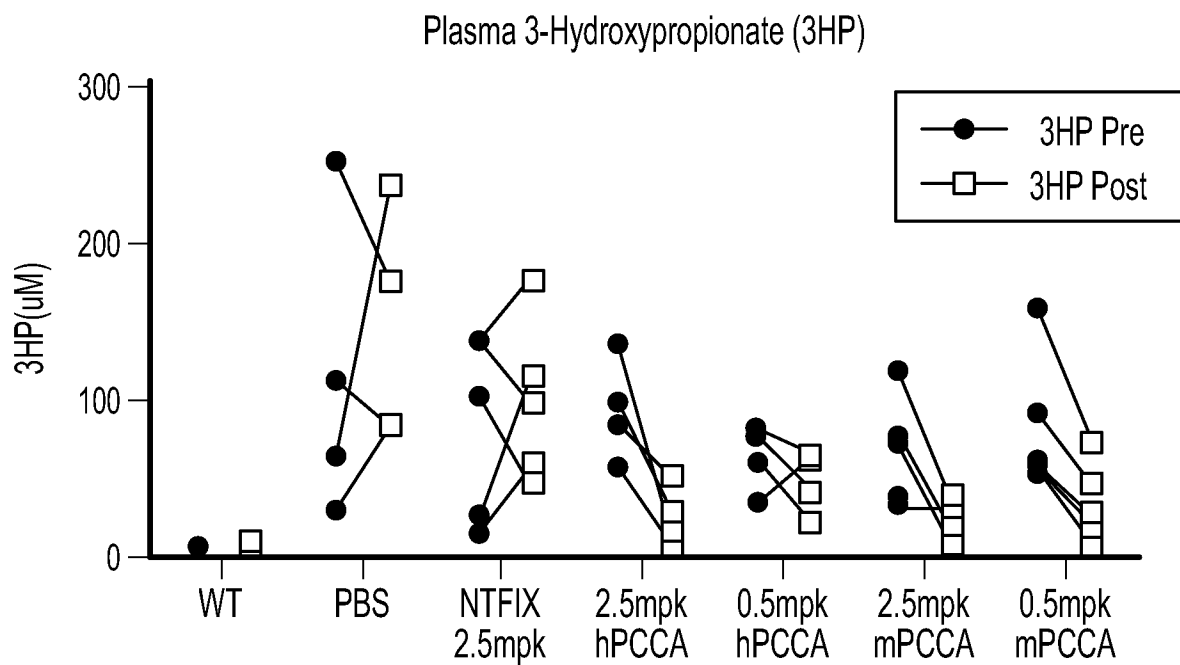 Plasma 3-Hydroxypropionate (3HP)
300
200
100
0
3HP(uM)
3HP Pre
3HP Post
WT
PBS
NTFIX
2.5mpk
2.5mpk
hPCCA
0.5mpk
hPCCA
2.5mpk
mPCCA
0.5mpk
mPCCA